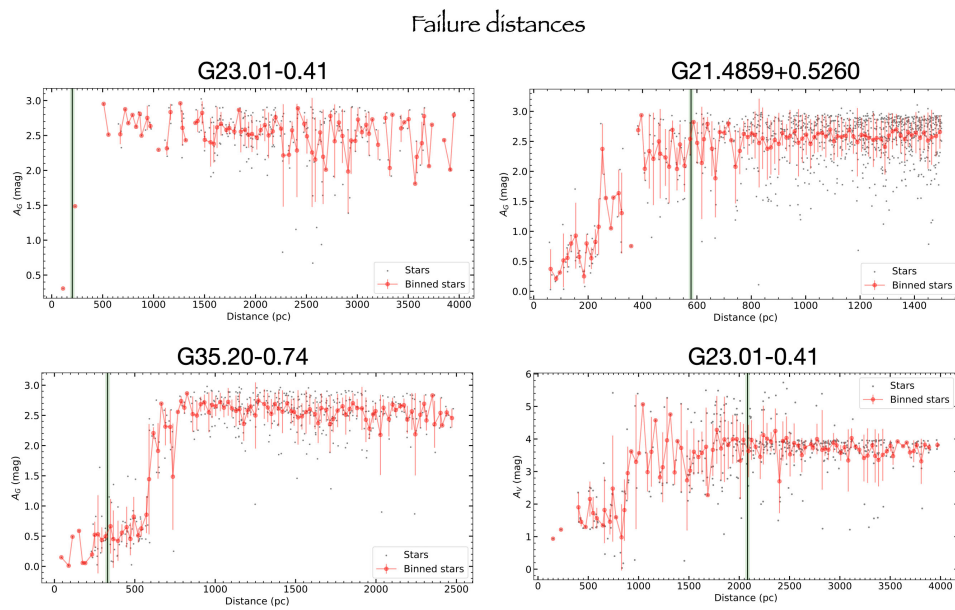 Failure distances
G23.01-0.41
3.0
2.5
2.0
1.5
1.0
0.5
A_G (mag)
Stars
Binned stars
0 500 1000 1500 2000 2500 3000 3500 4000
Distance (pc)
G21.4859+0.5260
3.0
2.5
2.0
1.5
1.0
0.5
0.0
A_G (mag)
Stars
Binned stars
0 200 400 600 800 1000 1200 1400
Distance (pc)
G35.20-0.74
3.0
2.5
2.0
1.5
1.0
0.5
0.0
A_G (mag)
Stars
Binned stars
0 500 1000 1500 2000 2500
Distance (pc)
G23.01-0.41
6
5
4
3
2
1
0
A_V (mag)
Stars
Binned stars
0 500 1000 1500 2000 2500 3000 3500 4000
Distance (pc)